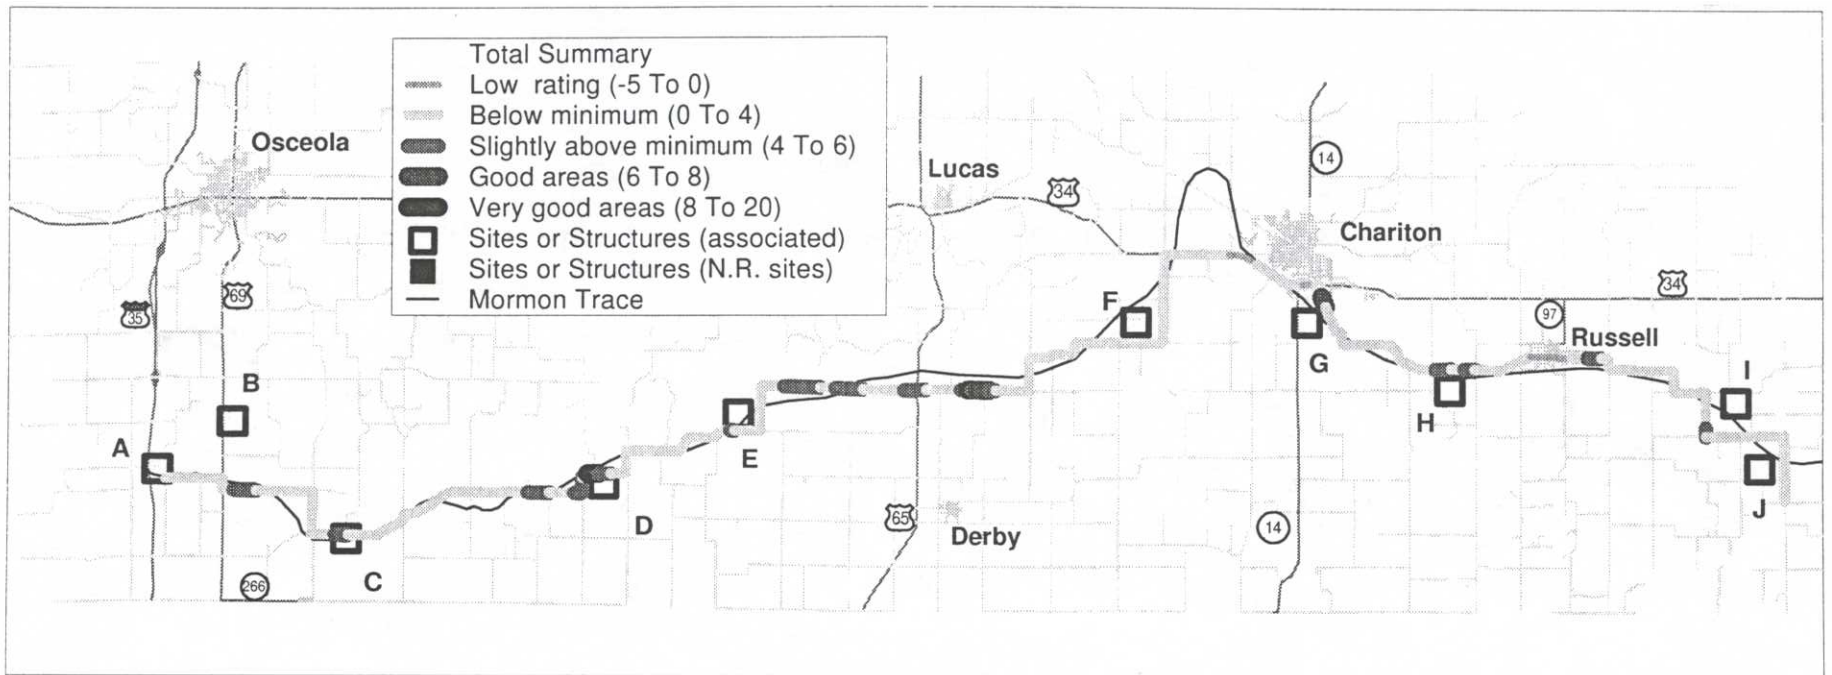 Total Summary
Low rating (-5 To 0)
Below minimum (0 To 4)
Slightly above minimum (4 To 6)
Good areas (6 To 8)
Very good areas (8 To 20)
Sites or Structures (associated)
Sites or Structures (N.R. sites)
Mormon Trace
Osceola
Lucas
34
14
Chariton
69
35
F
34
97
Russell
G
B
I
A
H
E
D
65
Derby
14
J
C
266